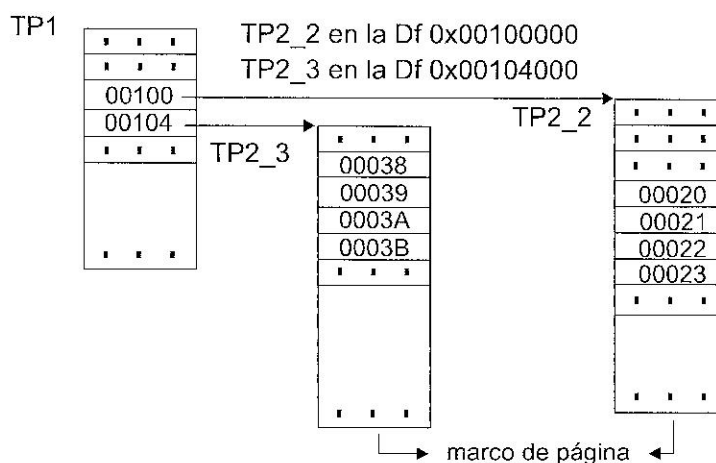 TP1
TP2_2 en la Df 0x00100000
TP2_3 en la Df 0x00104000
00100
00104
TP2_3
TP2_2
00038
00039
0003A
0003B
00020
00021
00022
00023
marco de página